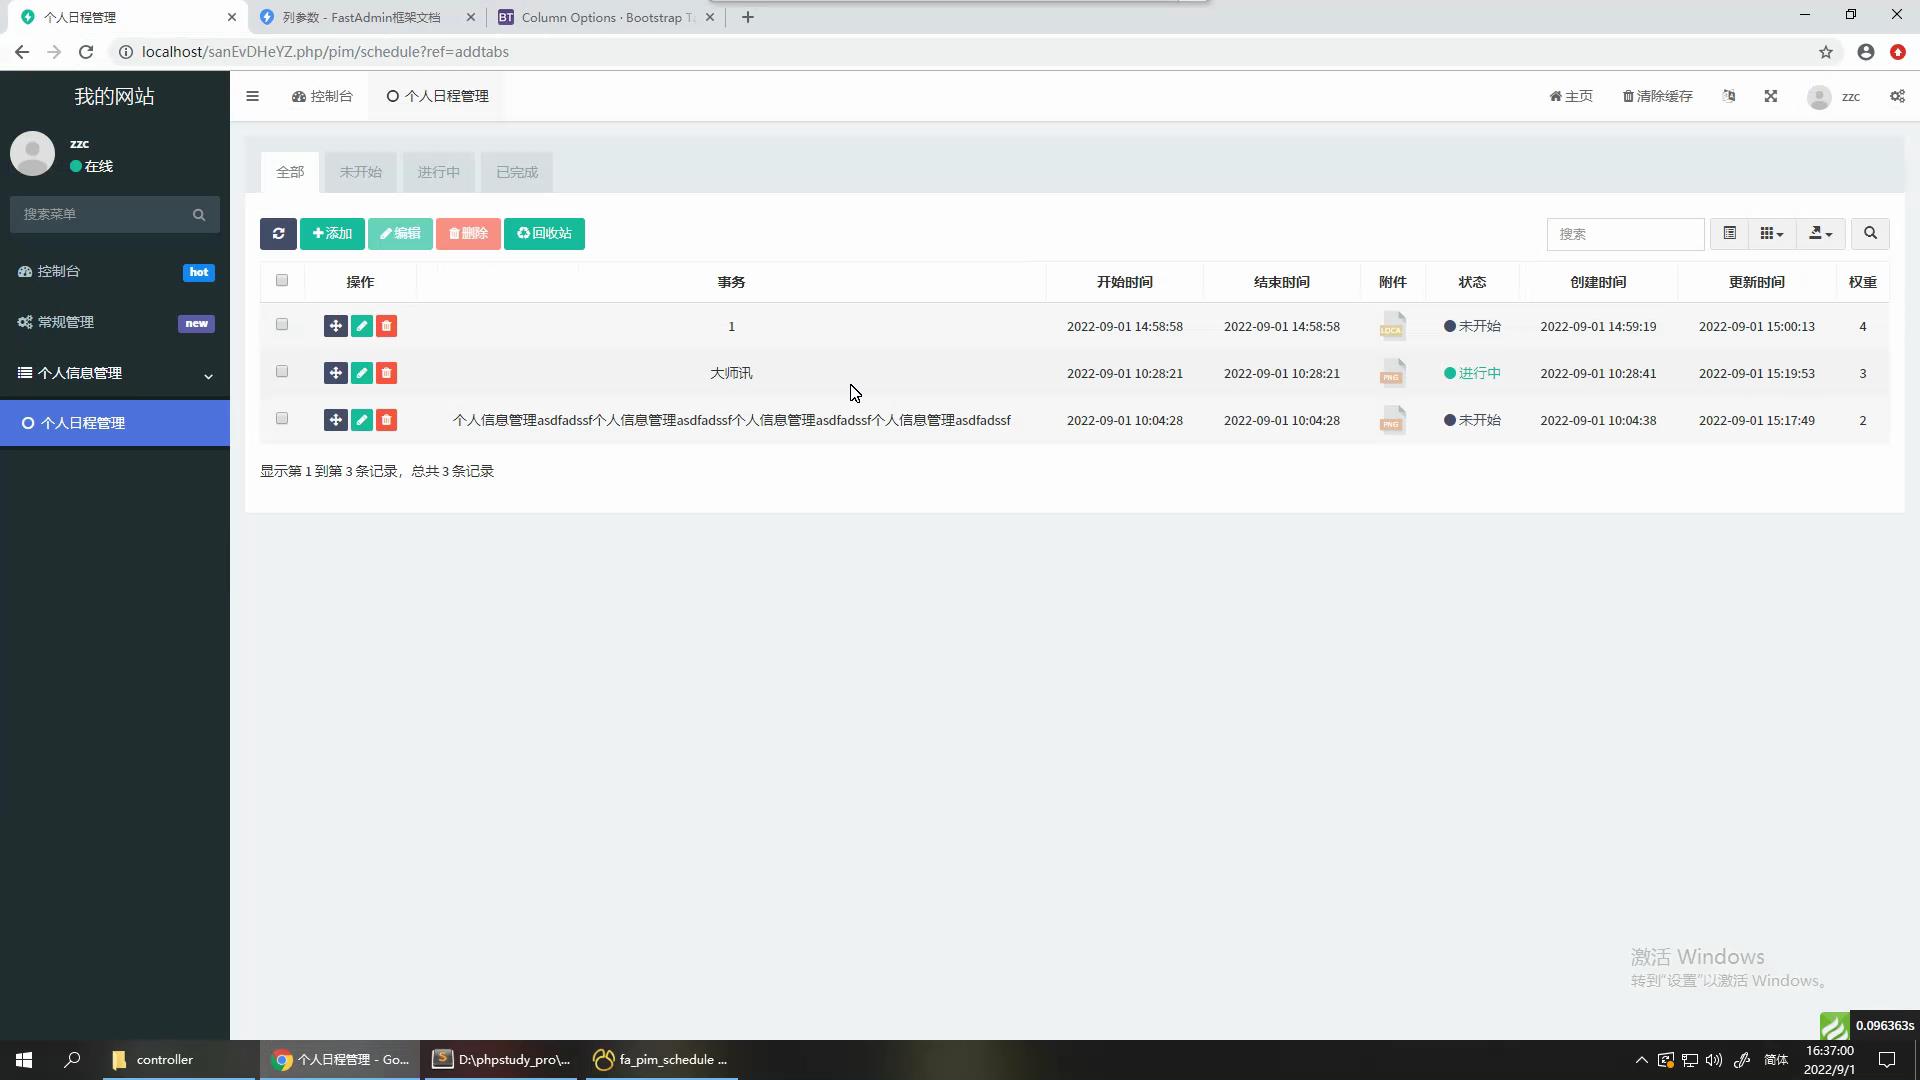 个人日程管理
列参数 - FastAdmin框架文档
Column Options · Bootstrap T
localhost/sanEvDHeYZ.php/pim/schedule?ref=addtabs
我的网站
控制台
个人日程管理
主页
清除缓存
zzc
zzc
在线
搜索菜单
控制台 hot
常规管理 new
个人信息管理
个人日程管理
全部 未开始 进行中 已完成
添加 编辑 删除 回收站
搜索
操作 事务 开始时间 结束时间 附件 状态 创建时间 更新时间 权重
1 2022-09-01 14:58:58 2022-09-01 14:58:58 LOCA 未开始 2022-09-01 14:59:19 2022-09-01 15:00:13 4
大师讯 2022-09-01 10:28:21 2022-09-01 10:28:21 PNG 进行中 2022-09-01 10:28:41 2022-09-01 15:19:53 3
个人信息管理asdfadssf个人信息管理asdfadssf个人信息管理asdfadssf个人信息管理asdfadssf 2022-09-01 10:04:28 2022-09-01 10:04:28 PNG 未开始 2022-09-01 10:04:38 2022-09-01 15:17:49 2
显示第 1 到第 3 条记录，总共 3 条记录
激活 Windows
转到“设置”以激活 Windows。
0.096363s
controller
个人日程管理 - Go...
D:\phpstudy_pro\...
fa_pim_schedule ...
简体
16:37:00
2022/9/1